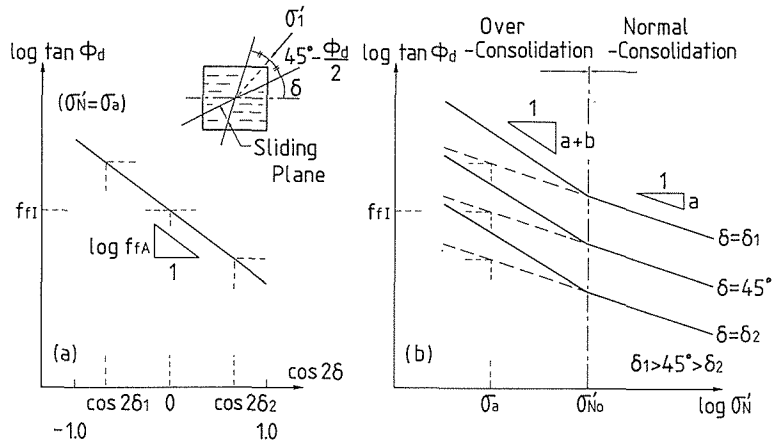 log tan Φd
(σN'=σa)
σ1'
45°-Φd/2
δ
Sliding
Plane
ffI
log ffA
1
(a)
cos 2δ
cos 2δ1
0
cos 2δ2
-1.0
1.0
Over
-Consolidation
Normal
-Consolidation
log tan Φd
1
a+b
1
a
ffI
δ=δ1
δ=45°
δ=δ2
(b)
δ1>45°>δ2
σa
σN0'
log σN'